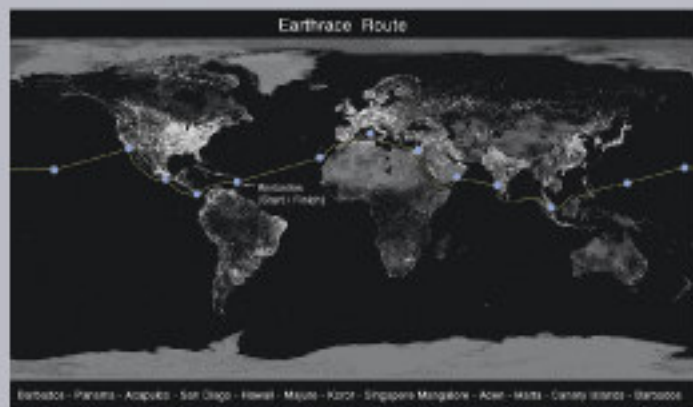 Earthrace Route
Barbados
(Start / Finish)
Barbados - Panama - Acapulco - San Diego - Hawaii - Majuro - Koror - Singapore Mangalore - Aden - Malta - Canary Islands - Barbados